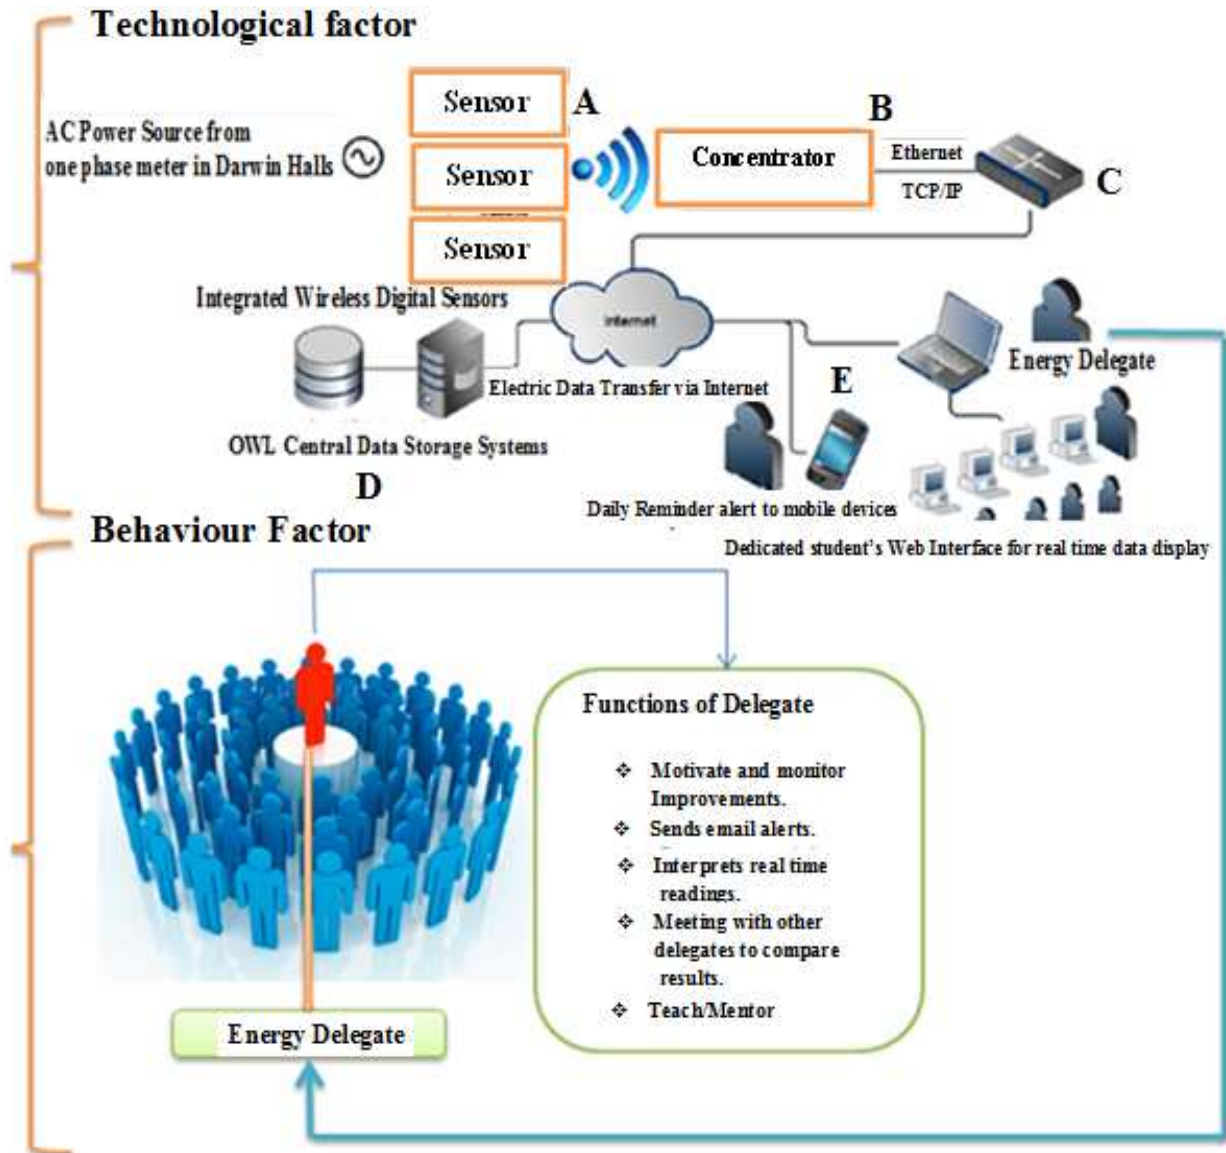 Technological factor
Sensor
A
B
AC Power Source from
one phase meter in Darwin Halls
Sensor
Concentrator
Ethernet
TCP/IP
C
Sensor
Integrated Wireless Digital Sensors
internet
Energy Delegate
Electric Data Transfer via Internet
E
OWL Central Data Storage Systems
D
Daily Reminder alert to mobile devices
Dedicated student's Web Interface for real time data display
Behaviour Factor
Functions of Delegate
❖ Motivate and monitor
Improvements.
❖ Sends email alerts.
❖ Interprets real time
readings.
❖ Meeting with other
delegates to compare
results.
❖ Teach/Mentor
Energy Delegate